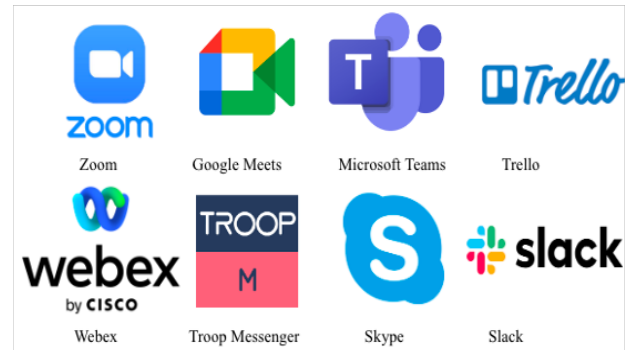 zoom
T
Trello
Zoom
Google Meets
Microsoft Teams
Trello
webex
by CISCO
TROOP
M
S
slack
Webex
Troop Messenger
Skype
Slack